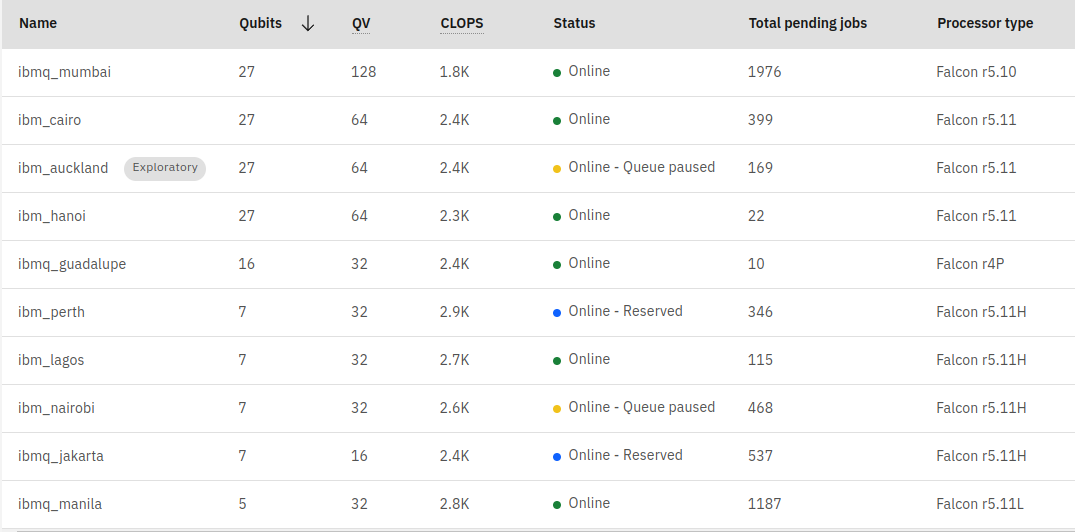 Name Qubits ↓ QV CLOPS Status Total pending jobs Processor type
ibmq_mumbai 27 128 1.8K Online 1976 Falcon r5.10
ibm_cairo 27 64 2.4K Online 399 Falcon r5.11
ibm_auckland Exploratory 27 64 2.4K Online - Queue paused 169 Falcon r5.11
ibm_hanoi 27 64 2.3K Online 22 Falcon r5.11
ibmq_guadalupe 16 32 2.4K Online 10 Falcon r4P
ibm_perth 7 32 2.9K Online - Reserved 346 Falcon r5.11H
ibm_lagos 7 32 2.7K Online 115 Falcon r5.11H
ibm_nairobi 7 32 2.6K Online - Queue paused 468 Falcon r5.11H
ibmq_jakarta 7 16 2.4K Online - Reserved 537 Falcon r5.11H
ibmq_manila 5 32 2.8K Online 1187 Falcon r5.11L